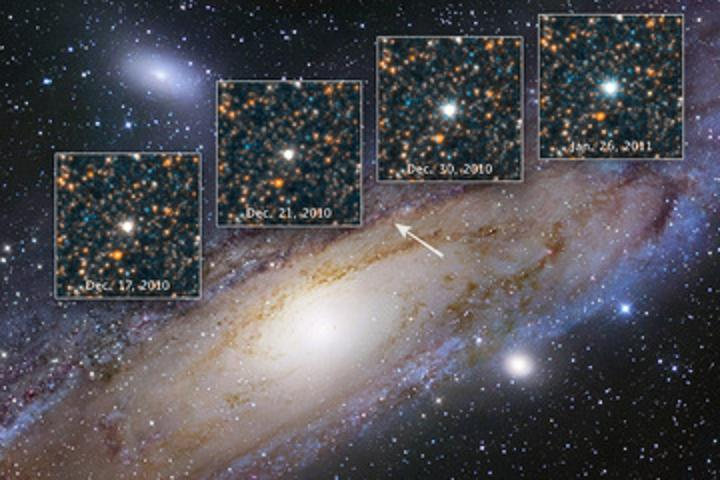 Dec. 17, 2010
Dec. 21, 2010
Dec. 30, 2010
Jan. 26, 2011